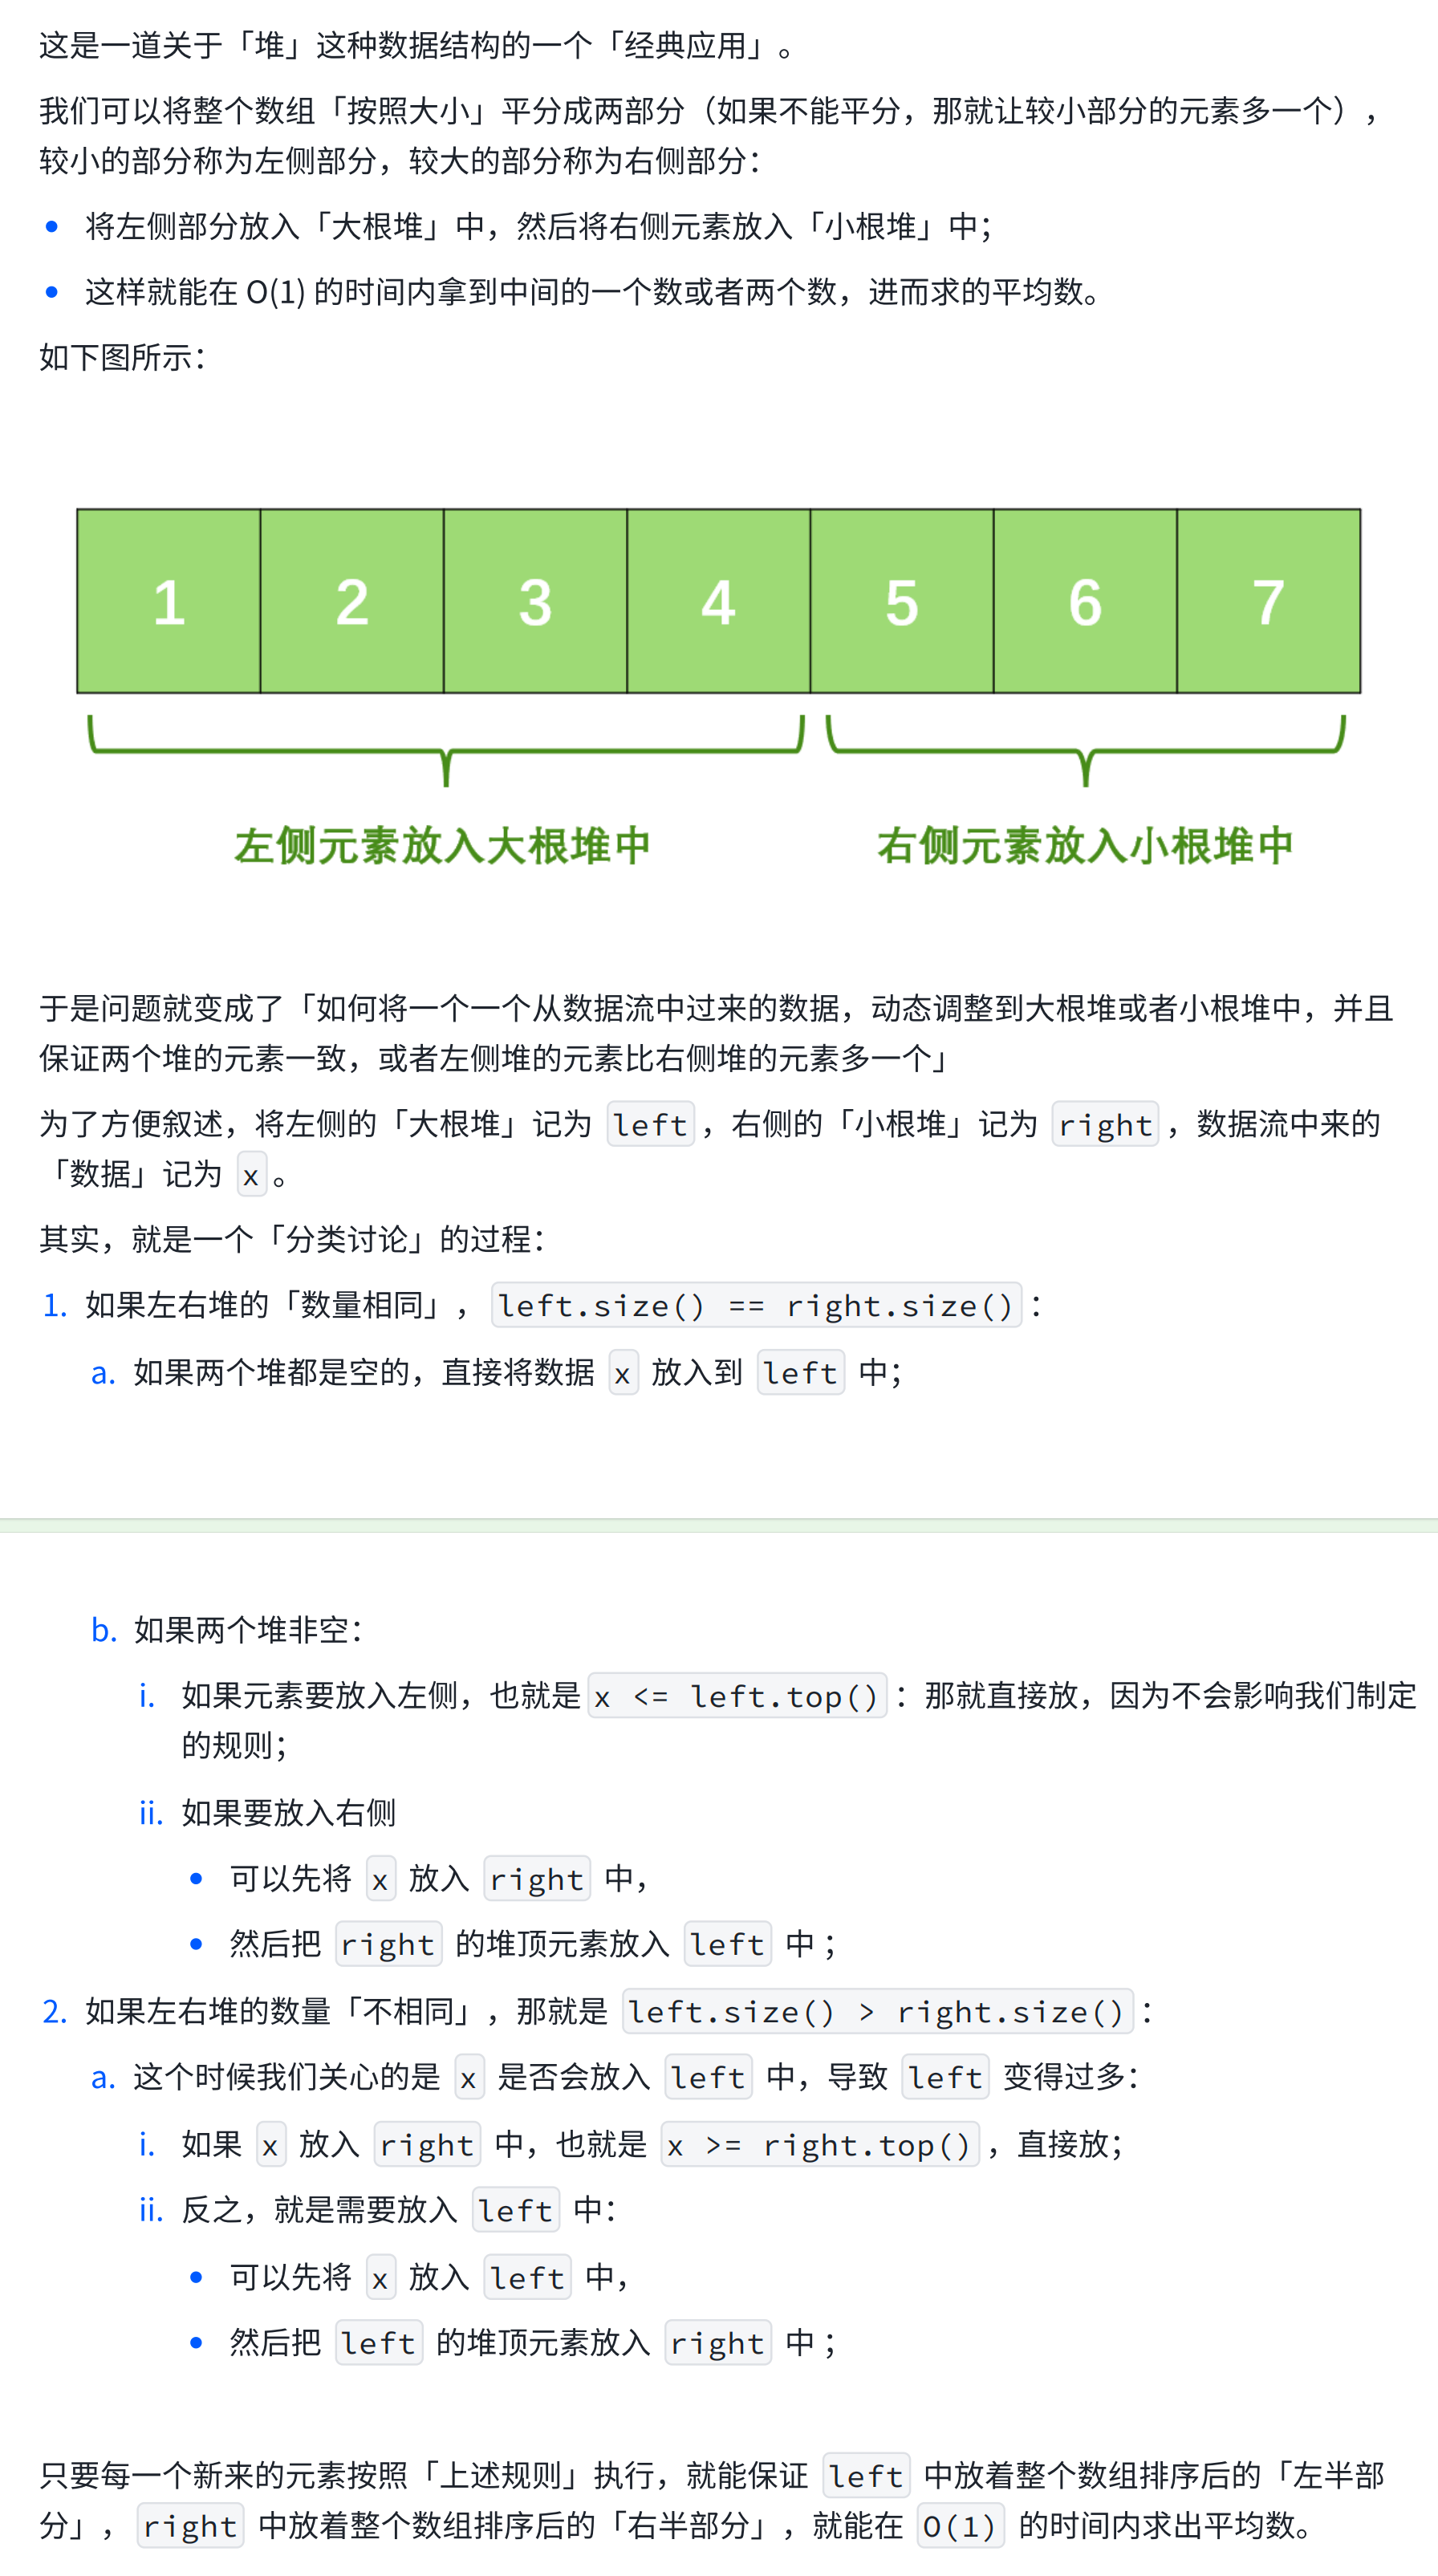 这是一道关于「堆」这种数据结构的一个「经典应用」。
我们可以将整个数组「按照大小」平分成两部分（如果不能平分，那就让较小部分的元素多一个），
较小的部分称为左侧部分，较大的部分称为右侧部分：
• 将左侧部分放入「大根堆」中，然后将右侧元素放入「小根堆」中；
• 这样就能在 O(1) 的时间内拿到中间的一个数或者两个数，进而求的平均数。
如下图所示：
1 2 3 4 5 6 7
左侧元素放入大根堆中 右侧元素放入小根堆中
于是问题就变成了「如何将一个一个从数据流中过来的数据，动态调整到大根堆或者小根堆中，并且
保证两个堆的元素一致，或者左侧堆的元素比右侧堆的元素多一个」
为了方便叙述，将左侧的「大根堆」记为 left，右侧的「小根堆」记为 right，数据流中来的
「数据」记为 x。
其实，就是一个「分类讨论」的过程：
1. 如果左右堆的「数量相同」，left.size() == right.size()：
a. 如果两个堆都是空的，直接将数据 x 放入到 left 中；
b. 如果两个堆非空：
i. 如果元素要放入左侧，也就是 x <= left.top()：那就直接放，因为不会影响我们制定
的规则；
ii. 如果要放入右侧
• 可以先将 x 放入 right 中，
• 然后把 right 的堆顶元素放入 left 中；
2. 如果左右堆的数量「不相同」，那就是 left.size() > right.size()：
a. 这个时候我们关心的是 x 是否会放入 left 中，导致 left 变得过多：
i. 如果 x 放入 right 中，也就是 x >= right.top()，直接放；
ii. 反之，就是需要放入 left 中：
• 可以先将 x 放入 left 中，
• 然后把 left 的堆顶元素放入 right 中；
只要每一个新来的元素按照「上述规则」执行，就能保证 left 中放着整个数组排序后的「左半部
分」，right 中放着整个数组排序后的「右半部分」，就能在 O(1) 的时间内求出平均数。